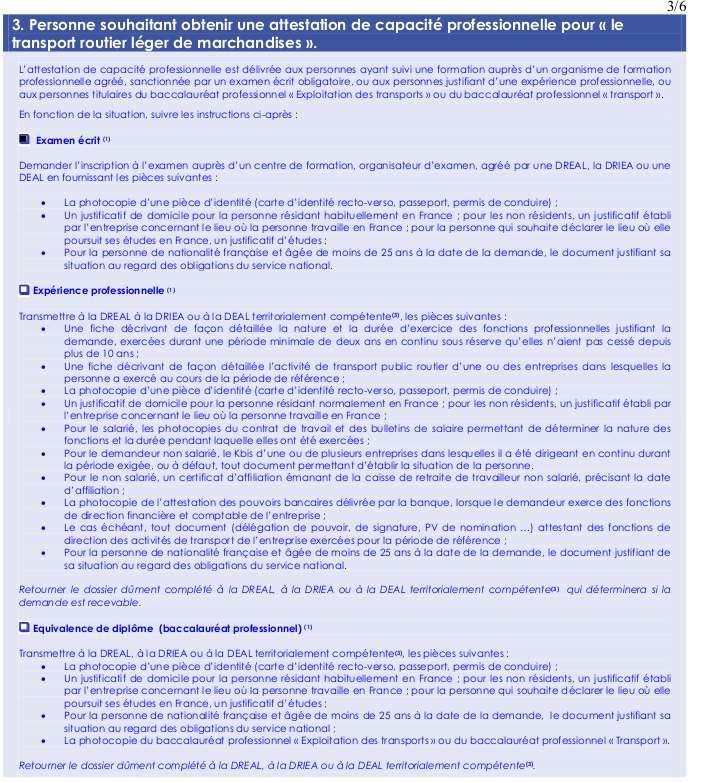 3/6
3. Personne souhaitant obtenir une attestation de capacité professionnelle pour « le
transport routier léger de marchandises ».
L'attestation de capacité professionnelle est délivrée aux personnes ayant suivi une formation auprès d'un organisme de formation
professionnelle agréé, sanctionnée par un examen écrit obligatoire, ou aux personnes justifiant d'une expérience professionnelle, ou
aux personnes titulaires du baccalauréat professionnel « Exploitation des transports » ou du baccalauréat professionnel « transport ».
En fonction de la situation, suivre les instructions ci-après :
Examen écrit (1)
Demander l'inscription à l'examen auprès d'un centre de formation, organisateur d'examen, agréé par une DREAL, la DRIEA ou une
DEAL en fournissant les pièces suivantes :
• La photocopie d'une pièce d'identité (carte d'identité recto-verso, passeport, permis de conduire) ;
• Un justificatif de domicile pour la personne résidant habituellement en France ; pour les non résidents, un justificatif établi
par l'entreprise concernant le lieu où la personne travaille en France ; pour la personne qui souhaite déclarer le lieu où elle
poursuit ses études en France, un justificatif d'études ;
• Pour la personne de nationalité française et âgée de moins de 25 ans à la date de la demande, le document justifiant sa
situation au regard des obligations du service national.
Expérience professionnelle (1)
Transmettre à la DREAL à la DRIEA ou à la DEAL territorialement compétente(3), les pièces suivantes :
• Une fiche décrivant de façon détaillée la nature et la durée d'exercice des fonctions professionnelles justifiant la
demande, exercées durant une période minimale de deux ans en continu sous réserve qu'elles n'aient pas cessé depuis
plus de 10 ans ;
• Une fiche décrivant de façon détaillée l'activité de transport public routier d'une ou des entreprises dans lesquelles la
personne a exercé au cours de la période de référence ;
• La photocopie d'une pièce d'identité (carte d'identité recto-verso, passeport, permis de conduire) ;
• Un justificatif de domicile pour la personne résidant normalement en France ; pour les non résidents, un justificatif établi par
l'entreprise concernant le lieu où la personne travaille en France ;
• Pour le salarié, les photocopies du contrat de travail et des bulletins de salaire permettant de déterminer la nature des
fonctions et la durée pendant laquelle elles ont été exercées ;
• Pour le demandeur non salarié, le Kbis d'une ou de plusieurs entreprises dans lesquelles il a été dirigeant en continu durant
la période exigée, ou à défaut, tout document permettant d'établir la situation de la personne.
• Pour le non salarié, un certificat d'affiliation émanant de la caisse de retraite de travailleur non salarié, précisant la date
d'affiliation ;
• La photocopie de l'attestation des pouvoirs bancaires délivrée par la banque, lorsque le demandeur exerce des fonctions
de direction financière et comptable de l'entreprise ;
• Le cas échéant, tout document (délégation de pouvoir, de signature, PV de nomination ...) attestant des fonctions de
direction des activités de transport de l'entreprise exercées pour la période de référence ;
• Pour la personne de nationalité française et âgée de moins de 25 ans à la date de la demande, le document justifiant de
sa situation au regard des obligations du service national.
Retourner le dossier dûment complété à la DREAL, à la DRIEA ou à la DEAL territorialement compétente(3) qui déterminera si la
demande est recevable.
Equivalence de diplôme (baccalauréat professionnel) (1)
Transmettre à la DREAL, à la DRIEA ou à la DEAL territorialement compétente(3), les pièces suivantes :
• La photocopie d'une pièce d'identité (carte d'identité recto-verso, passeport, permis de conduire) ;
• Un justificatif de domicile pour la personne résidant habituellement en France ; pour les non résidents, un justificatif établi
par l'entreprise concernant le lieu où la personne travaille en France ; pour la personne qui souhaite déclarer le lieu où elle
poursuit ses études en France, un justificatif d'études ;
• Pour la personne de nationalité française et âgée de moins de 25 ans à la date de la demande, le document justifiant sa
situation au regard des obligations du service national ;
• La photocopie du baccalauréat professionnel « Exploitation des transports » ou du baccalauréat professionnel « Transport ».
Retourner le dossier dûment complété à la DREAL, à la DRIEA ou à la DEAL territorialement compétente(3).